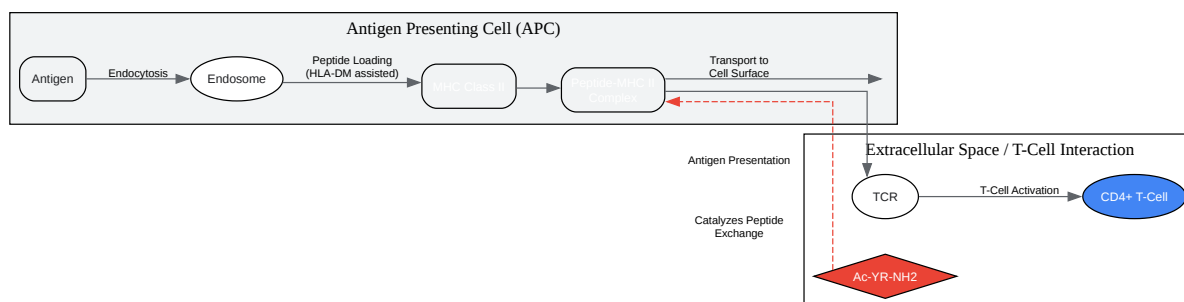 Antigen Presenting Cell (APC)
Antigen
Endocytosis
Endosome
Peptide Loading
(HLA-DM assisted)
MHC Class II
Peptide-MHC II
Complex
Transport to
Cell Surface
Antigen Presentation
Extracellular Space / T-Cell Interaction
TCR
T-Cell Activation
CD4+ T-Cell
Catalyzes Peptide
Exchange
Ac-YR-NH2